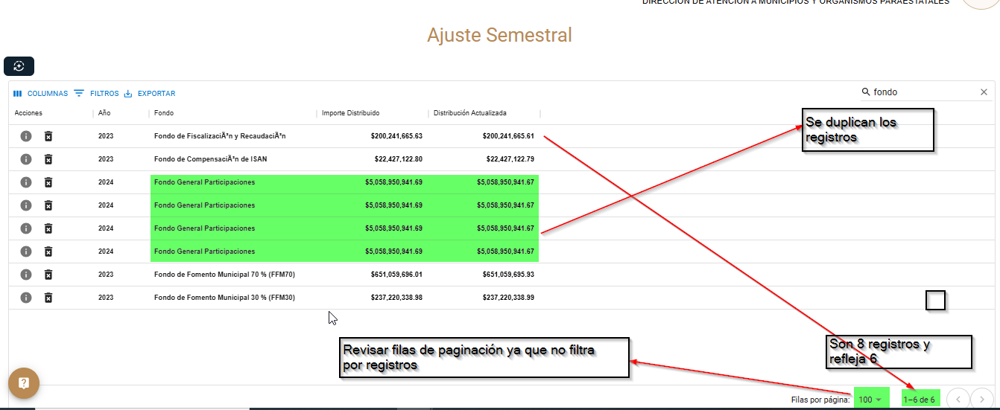 DIRECCIÓN DE ATENCIÓN A MUNICIPIOS Y ORGANISMOS PARAESTATALES
Ajuste Semestral
COLUMNAS FILTROS EXPORTAR fondo
Acciones Año Fondo Importe Distribuido Distribución Actualizada
2023 Fondo de FiscalizaciÃ³n y RecaudaciÃ³n $200,241,665.63 $200,241,665.61
2023 Fondo de CompensaciÃ³n de ISAN $22,427,122.80 $22,427,122.79
2024 Fondo General Participaciones $5,058,950,941.69 $5,058,950,941.67
2024 Fondo General Participaciones $5,058,950,941.69 $5,058,950,941.67
2024 Fondo General Participaciones $5,058,950,941.69 $5,058,950,941.67
2024 Fondo General Participaciones $5,058,950,941.69 $5,058,950,941.67
2023 Fondo de Fomento Municipal 70 % (FFM70) $651,059,696.01 $651,059,695.93
2023 Fondo de Fomento Municipal 30 % (FFM30) $237,220,338.98 $237,220,338.99
Se duplican los
registros
Revisar filas de paginación ya que no filtra
por registros
Son 8 registros y
refleja 6
Filas por página: 100 1–6 de 6